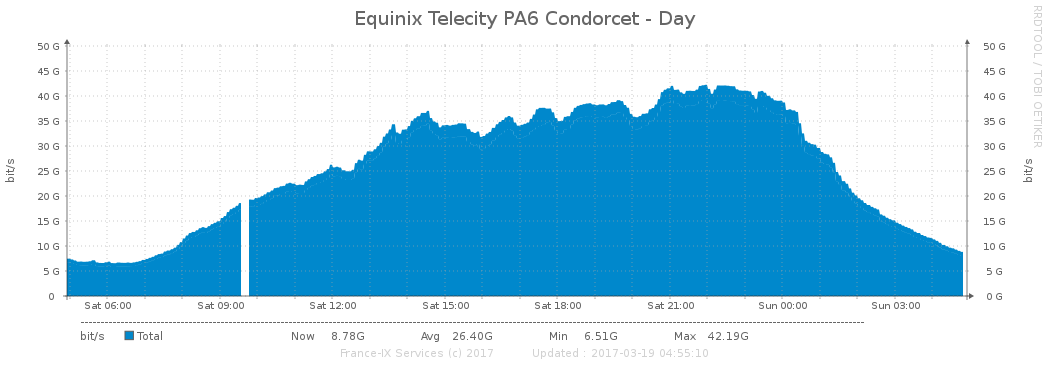 Equinix Telecity PA6 Condorcet - Day
RRDTOOL / TOBI OETIKER
50 G 50 G
45 G 45 G
40 G 40 G
35 G 35 G
30 G 30 G
25 G 25 G
20 G 20 G
15 G 15 G
10 G 10 G
5 G 5 G
0 0 G
bit/s bit/s
Sat 06:00 Sat 09:00 Sat 12:00 Sat 15:00 Sat 18:00 Sat 21:00 Sun 00:00 Sun 03:00
bit/s Total Now 8.78G Avg 26.40G Min 6.51G Max 42.19G
France-IX Services (c) 2017 Updated : 2017-03-19 04:55:10